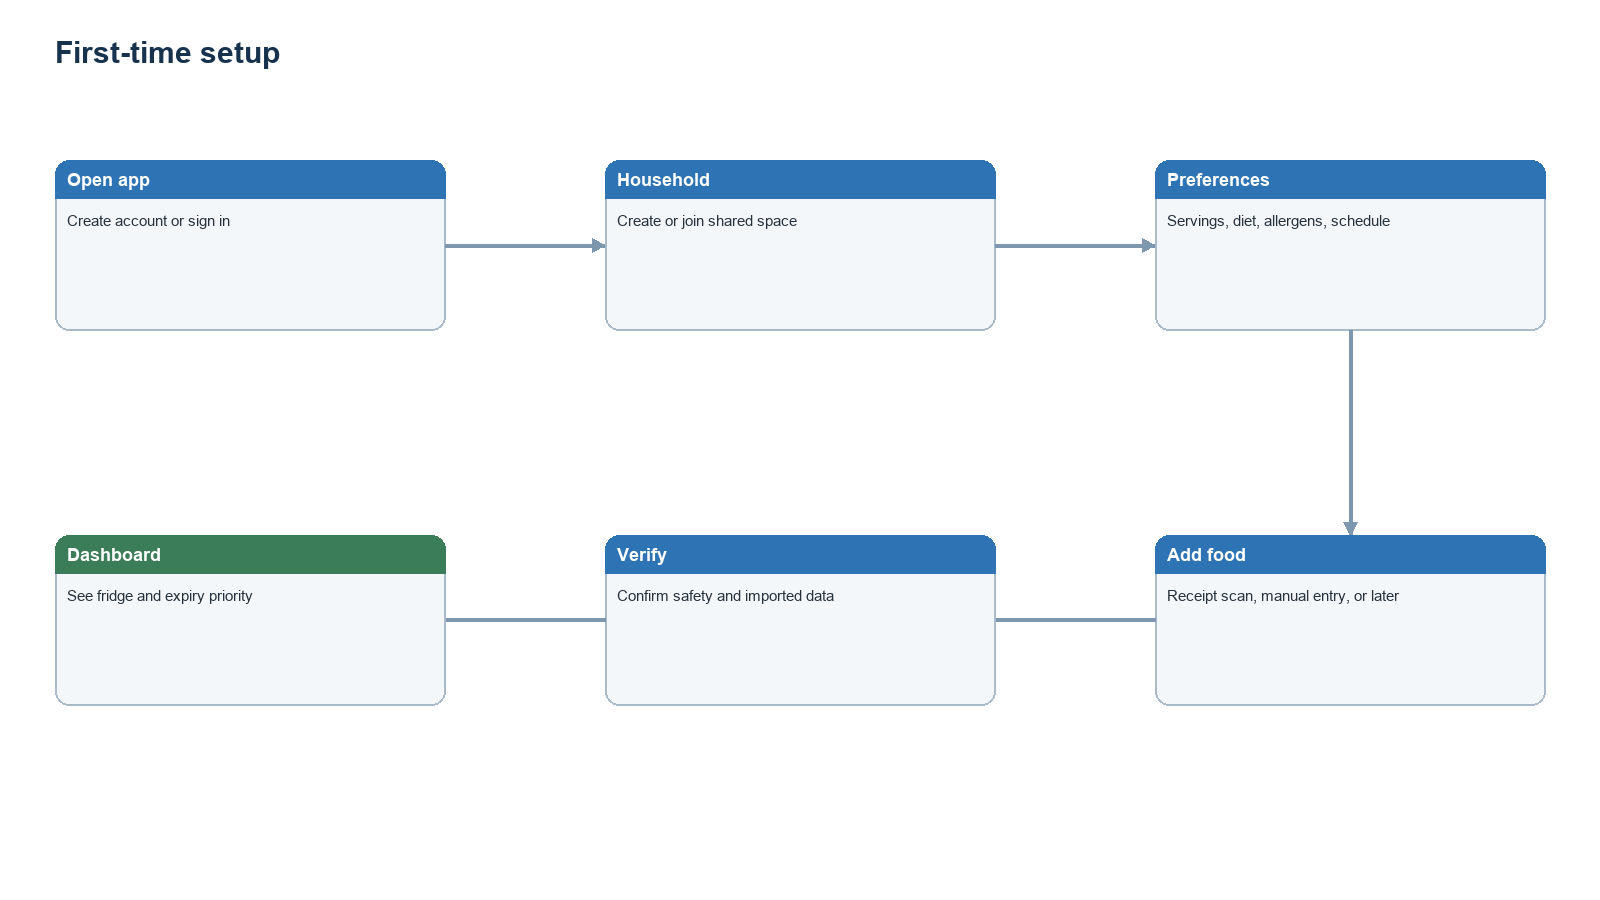 First-time setup
Open app
Create account or sign in
Household
Create or join shared space
Preferences
Servings, diet, allergens, schedule
Dashboard
See fridge and expiry priority
Verify
Confirm safety and imported data
Add food
Receipt scan, manual entry, or later